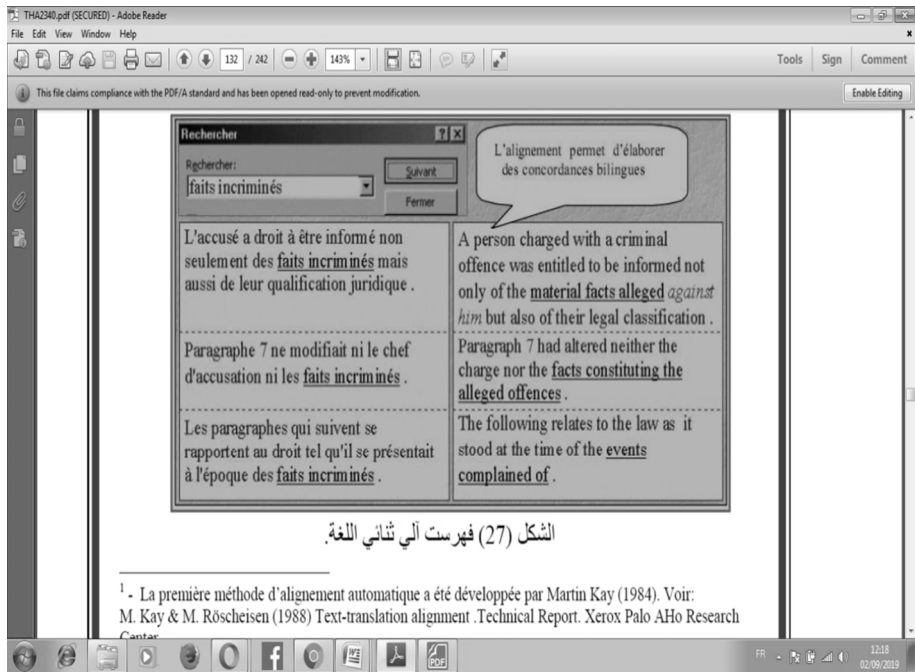 THA2340.pdf (SECURED) - Adobe Reader
File Edit View Window Help
132 / 242 143% Tools Sign Comment
This file claims compliance with the PDF/A standard and has been opened read-only to prevent modification. Enable Editing
Rechercher
Rechercher:
faits incriminés
Suivant
Fermer
L'alignement permet d'élaborer
des concordances bilingues
L'accusé a droit à être informé non
seulement des faits incriminés mais
aussi de leur qualification juridique .
A person charged with a criminal
offence was entitled to be informed not
only of the material facts alleged against
him but also of their legal classification .
Paragraphe 7 ne modifiait ni le chef
d'accusation ni les faits incriminés .
Paragraph 7 had altered neither the
charge nor the facts constituting the
alleged offences .
Les paragraphes qui suivent se
rapportent au droit tel qu'il se présentait
à l'époque des faits incriminés .
The following relates to the law as it
stood at the time of the events
complained of .
الشكل (27) فهرست آلي ثنائي اللغة.
1 - La première méthode d'alignement automatique a été développée par Martin Kay (1984). Voir:
M. Kay & M. Röscheisen (1988) Text-translation alignment .Technical Report. Xerox Palo AHo Research
Center
FR 12:18
02/09/2019